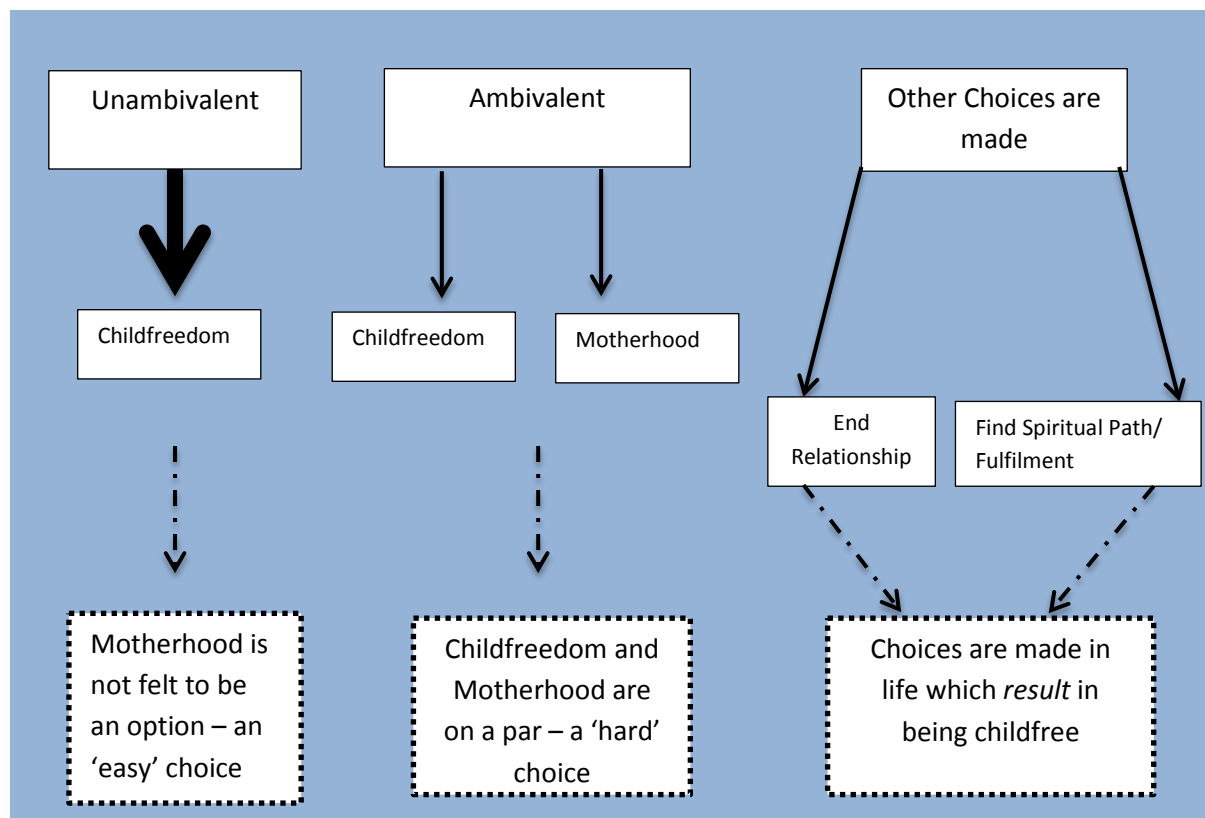 Unambivalent
Ambivalent
Other Choices are
made
Childfreedom
Childfreedom
Motherhood
End
Relationship
Find Spiritual Path/
Fulfilment
Motherhood is
not felt to be
an option – an
‘easy’ choice
Childfreedom and
Motherhood are
on a par – a ‘hard’
choice
Choices are made in
life which result in
being childfree